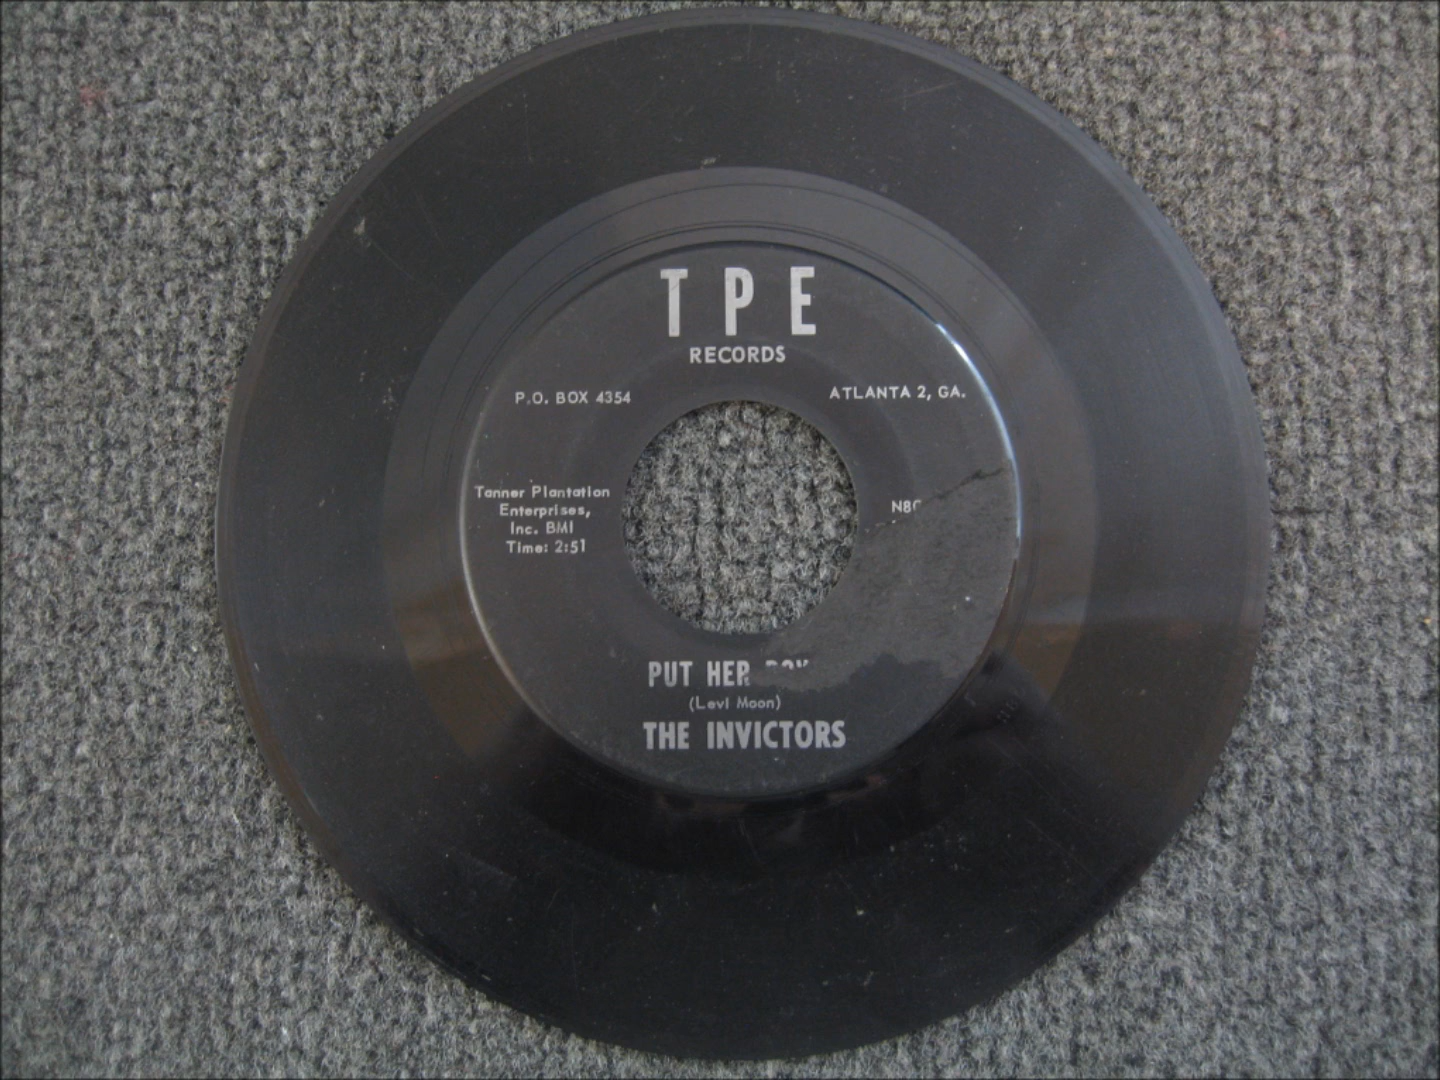 T P E
RECORDS
P.O. BOX 4354
ATLANTA 2, GA.
Tanner Plantation
Enterprises,
Inc. BMI
Time: 2:51
PUT HER
(Levi Moon)
THE INVICTORS